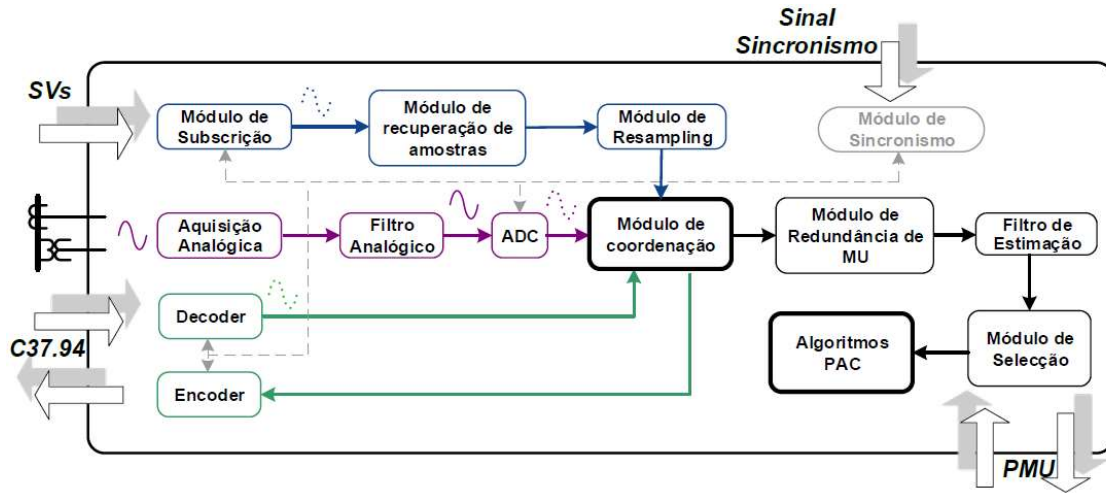 Sinal
Sincronismo
SVs
Módulo de
Subscrição
Módulo de
recuperação de
amostras
Módulo de
Resampling
Módulo de
Sincronismo
Aquisição
Analógica
Filtro
Analógico
ADC
Módulo de
coordenação
Módulo de
Redundância de
MU
Filtro de
Estimação
Decoder
C37.94
Encoder
Algoritmos
PAC
Módulo de
Selecção
PMU